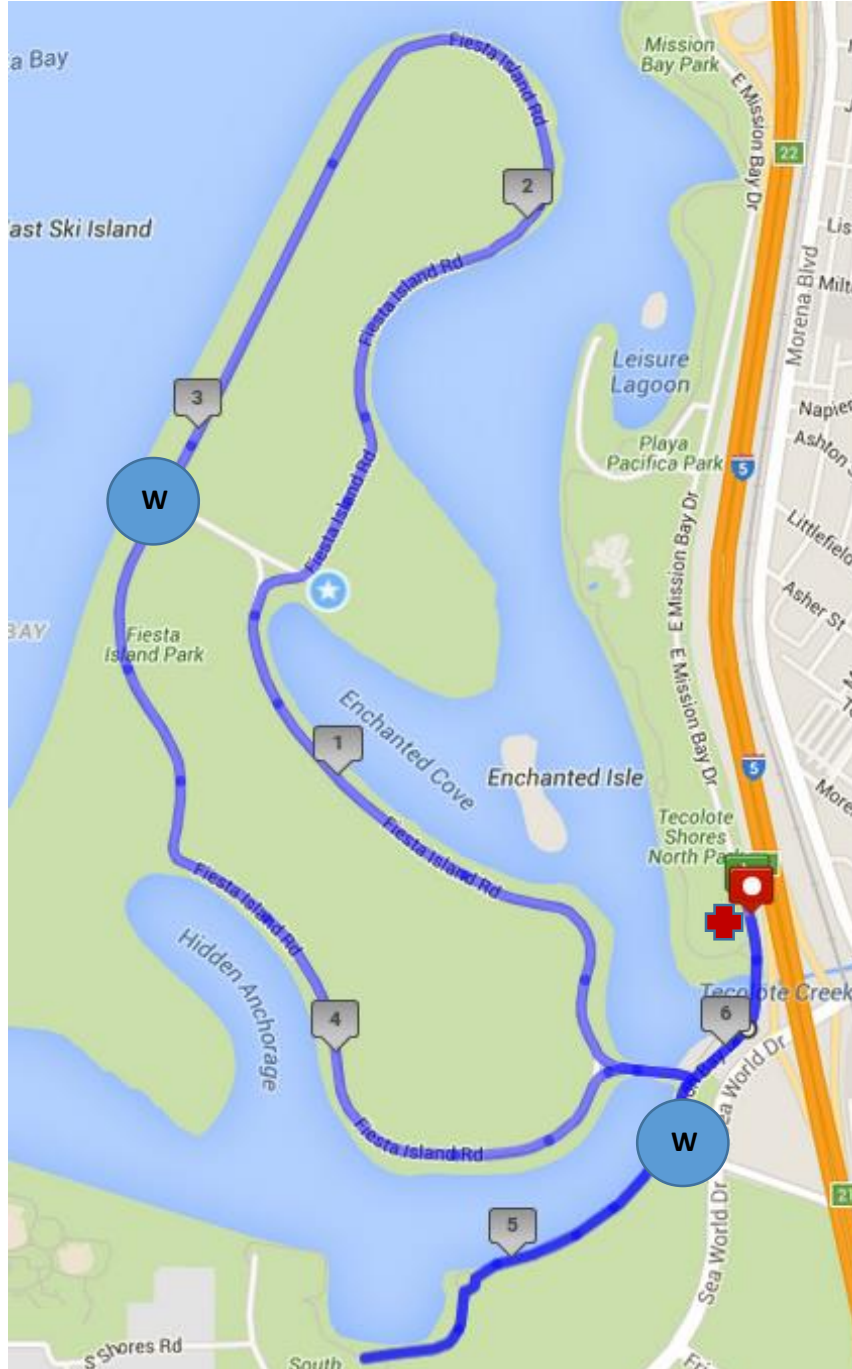 a Bay
Mission
Bay Park
E Mission Bay Dr
Fiesta Island Rd
22
2
ast Ski Island
Morena Blvd
Fiesta Island Rd
Leisure
Lagoon
3
Playa
Pacifica Park
5
Ashton
W
Fiesta Island Rd
Littlefield
E Mission Bay Dr
Asher St
BAY
Fiesta
Island Park
E Mission Bay Dr
Enchanted
Cove
1
Enchanted Isle
5
Tecolote
Shores
North Park
Fiesta Island Rd
Fiesta Island Rd
Hidden Anchorage
Tecolote Creek
4
6
Sea World Dr
W
Fiesta Island Rd
5
Sea World Dr
S Shores Rd
South